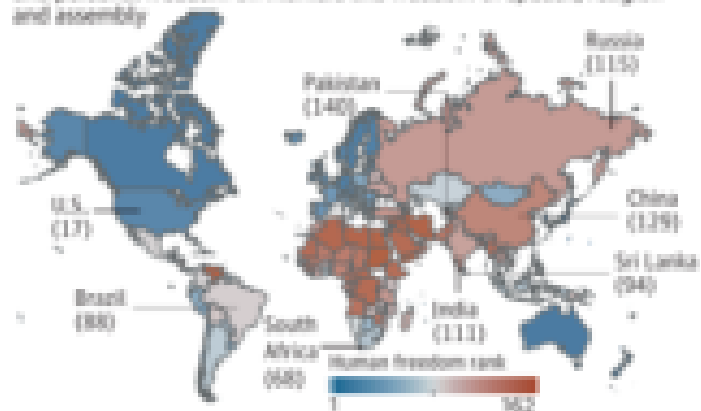 and assembly
Russia
(115)
Pakistan
(140)
U.S.
(17)
China
(129)
Sri Lanka
(94)
Brazil
(88)
India
(111)
South
Africa
(68)
Human freedom rank
1
162